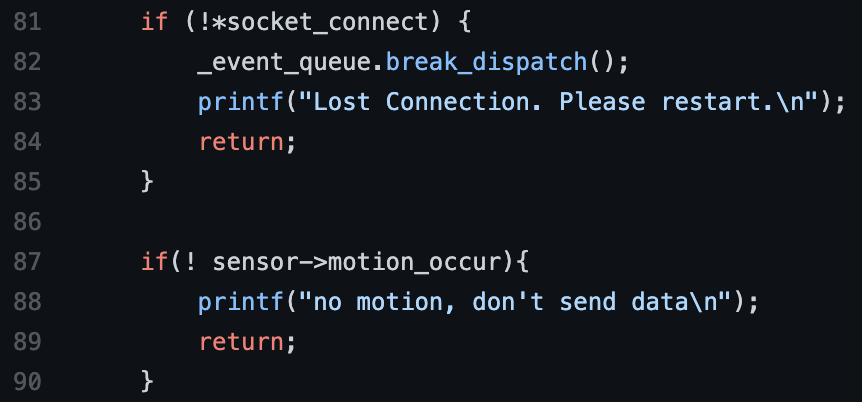 81 if (!*socket_connect) {
82 _event_queue.break_dispatch();
83 printf("Lost Connection. Please restart.\n");
84 return;
85 }
86
87 if(! sensor->motion_occur){
88 printf("no motion, don't send data\n");
89 return;
90 }